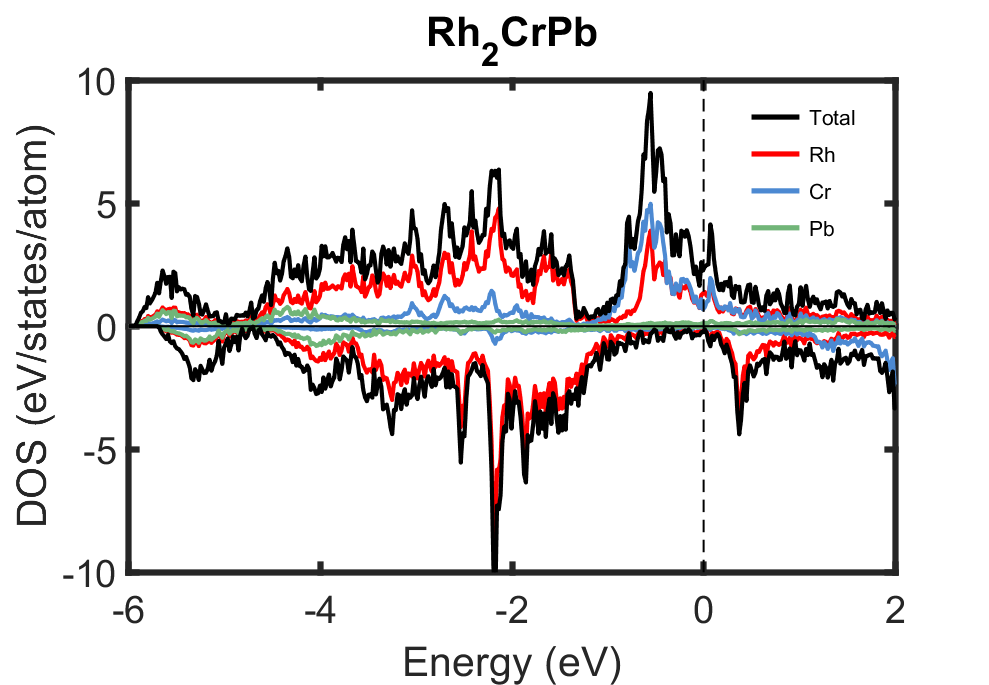 Rh₂CrPb
10
5
0
-5
-10
DOS (eV/states/atom)
Total
Rh
Cr
Pb
-6 -4 -2 0 2
Energy (eV)